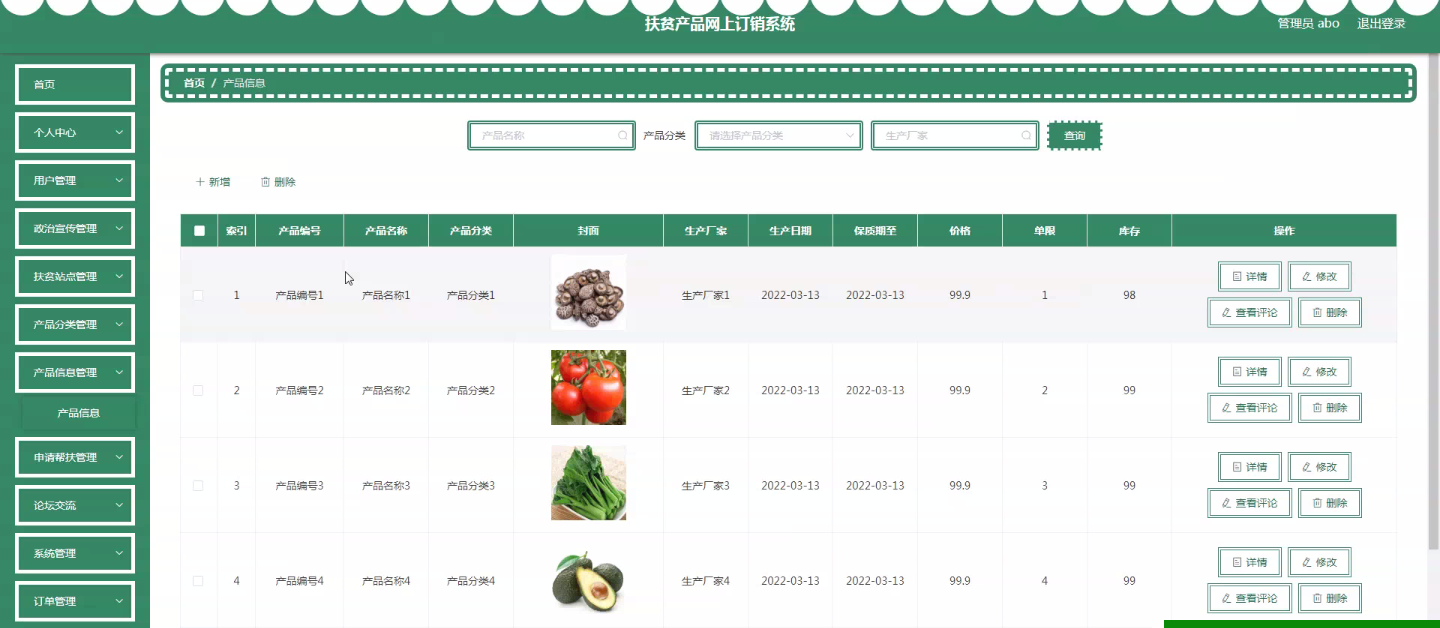 扶贫产品网上订销系统
管理员 abo 退出登录
首页
个人中心
用户管理
政治宣传管理
扶贫站点管理
产品分类管理
产品信息管理
产品信息
申请帮扶管理
论坛交流
系统管理
订单管理
首页 / 产品信息
产品名称 产品分类 请选择产品分类 生产厂家 查询
新增 删除
索引 产品编号 产品名称 产品分类 封面 生产厂家 生产日期 保质期至 价格 单限 库存 操作
1 产品编号1 产品名称1 产品分类1 生产厂家1 2022-03-13 2022-03-13 99.9 1 98 详情 修改
查看评论 删除
2 产品编号2 产品名称2 产品分类2 生产厂家2 2022-03-13 2022-03-13 99.9 2 99 详情 修改
查看评论 删除
3 产品编号3 产品名称3 产品分类3 生产厂家3 2022-03-13 2022-03-13 99.9 3 99 详情 修改
查看评论 删除
4 产品编号4 产品名称4 产品分类4 生产厂家4 2022-03-13 2022-03-13 99.9 4 99 详情 修改
查看评论 删除